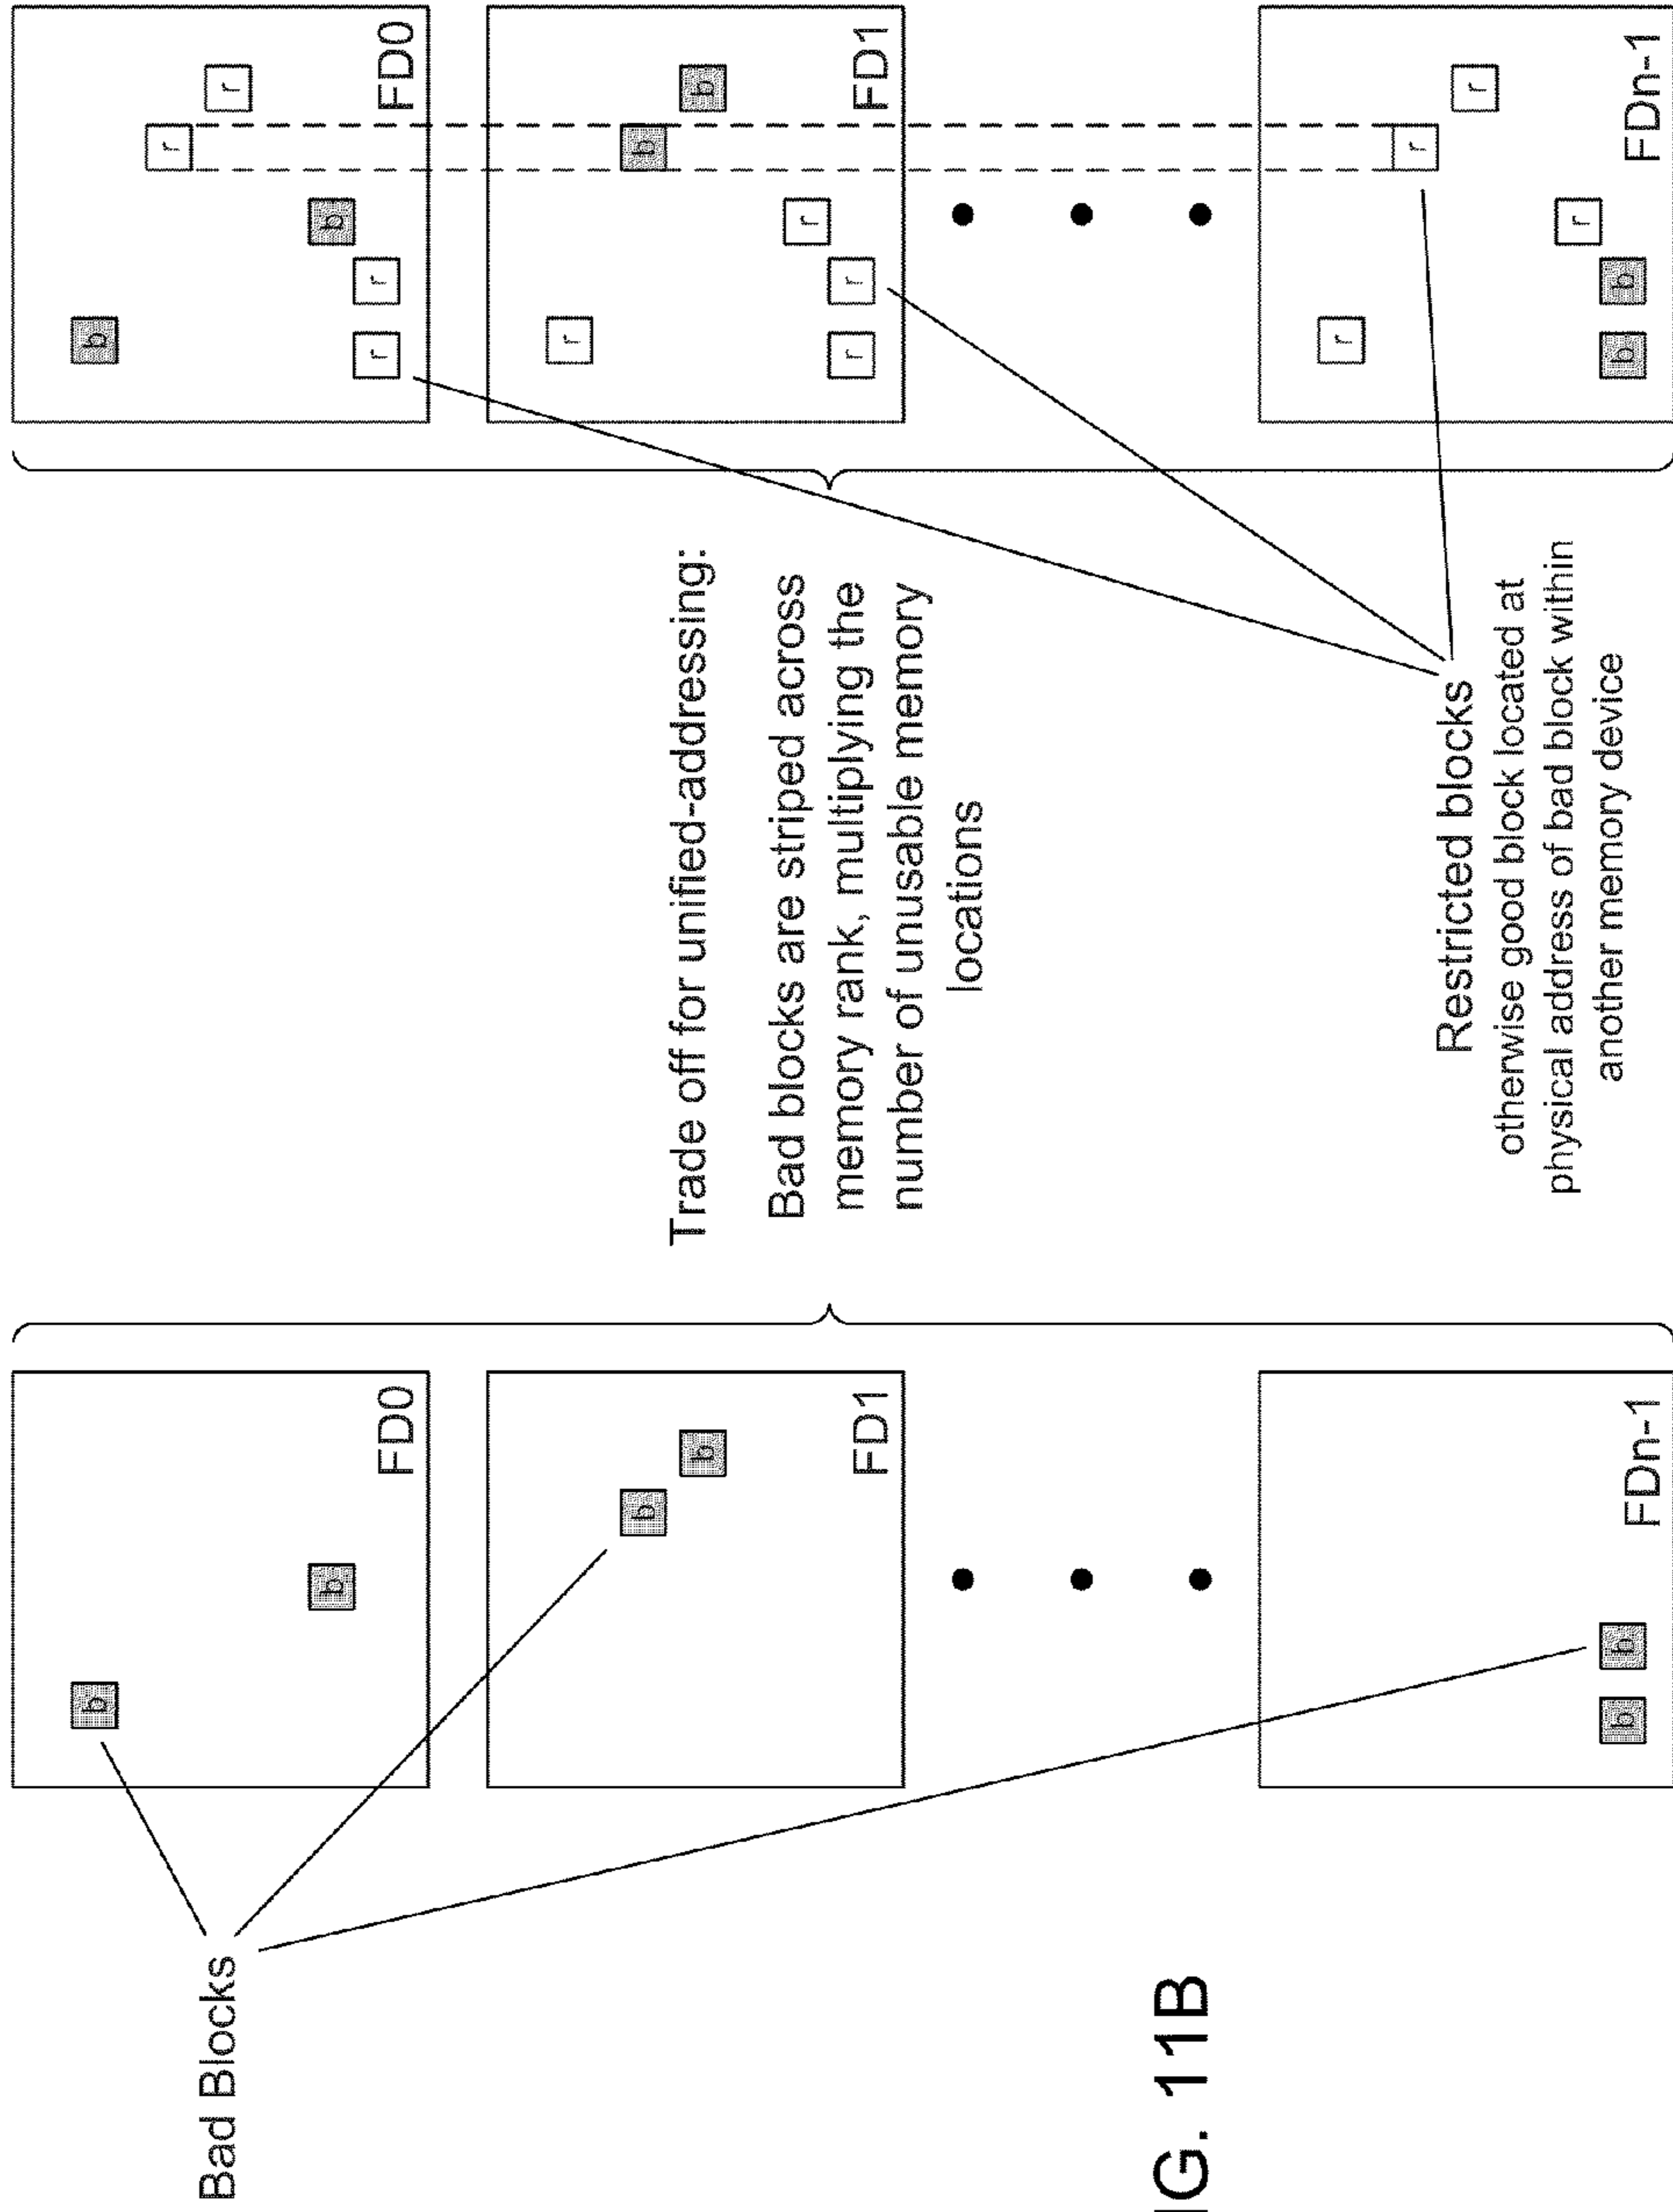 Bad Blocks
b
b
FD0
b
b
FD1
b b
FDn-1
Trade off for unified-addressing:
Bad blocks are striped across
memory rank, multiplying the
number of unusable memory
locations
Restricted blocks
otherwise good block located at
physical address of bad block within
another memory device
b
r
r
b
r r
FD0
r
b
b
r
r r
FD1
r
r
r
r
b b
FDn-1
IG. 11B